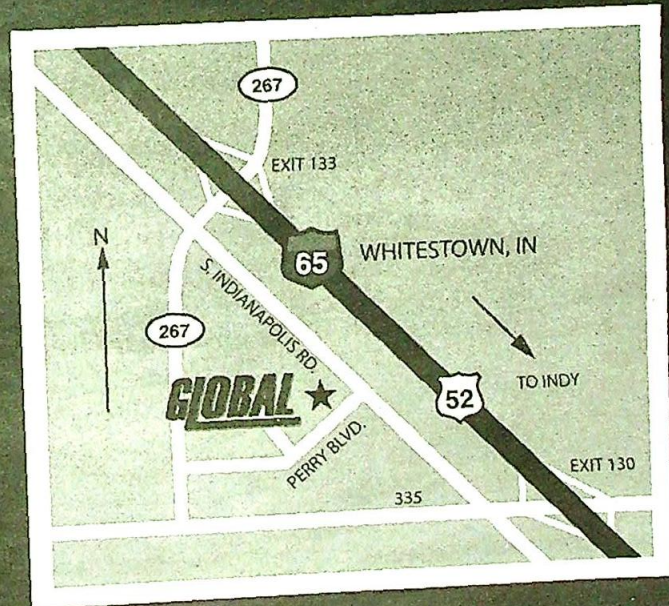 267
EXIT 133
N
65
WHITESTOWN, IN
S. INDIANAPOLIS RD.
267
TO INDY
GLOBAL
52
PERRY BLVD.
EXIT 130
335